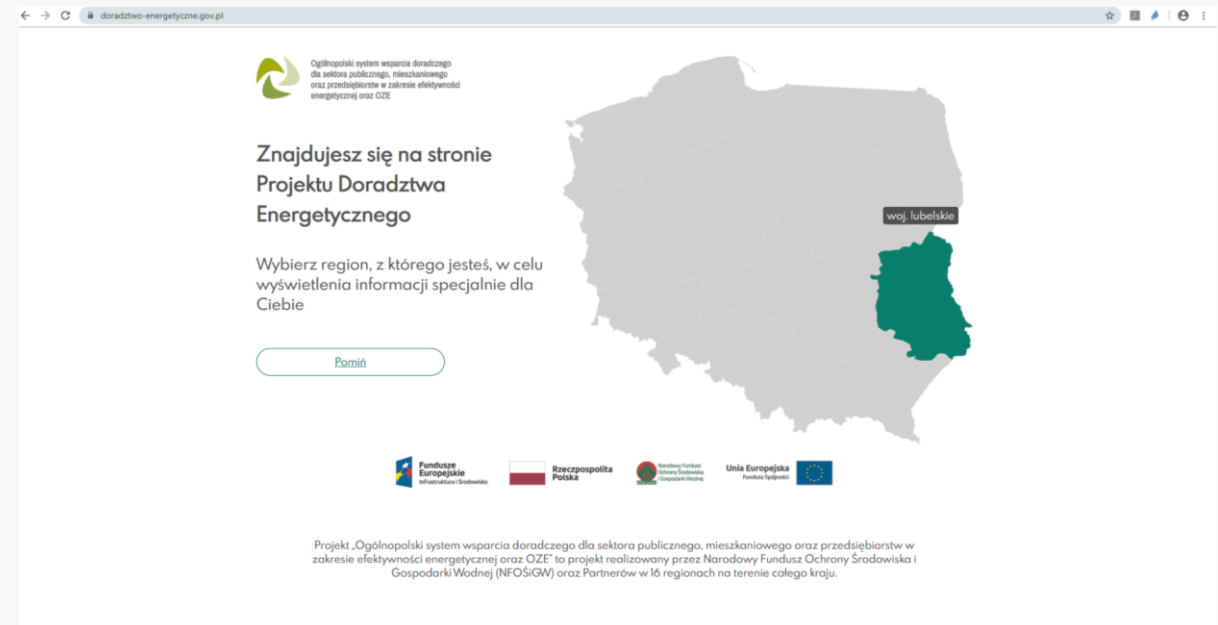 doradztwo-energetyczne.gov.pl
Ogólnopolski system wsparcia doradczego
dla sektora publicznego, mieszkaniowego
oraz przedsiębiorstw w zakresie efektywności
energetycznej oraz OZE
Znajdujesz się na stronie
Projektu Doradztwa
Energetycznego
woj. lubelskie
Wybierz region, z którego jesteś, w celu
wyświetlenia informacji specjalnie dla
Ciebie
Pomiń
Fundusze
Europejskie
Infrastruktura i Środowisko
Rzeczpospolita
Polska
Narodowy Fundusz
Ochrony Środowiska
i Gospodarki Wodnej
Unia Europejska
Fundusz Spójności
Projekt „Ogólnopolski system wsparcia doradczego dla sektora publicznego, mieszkaniowego oraz przedsiębiorstw w
zakresie efektywności energetycznej oraz OZE" to projekt realizowany przez Narodowy Fundusz Ochrony Środowiska i
Gospodarki Wodnej (NFOŚiGW) oraz Partnerów w 16 regionach na terenie całego kraju.